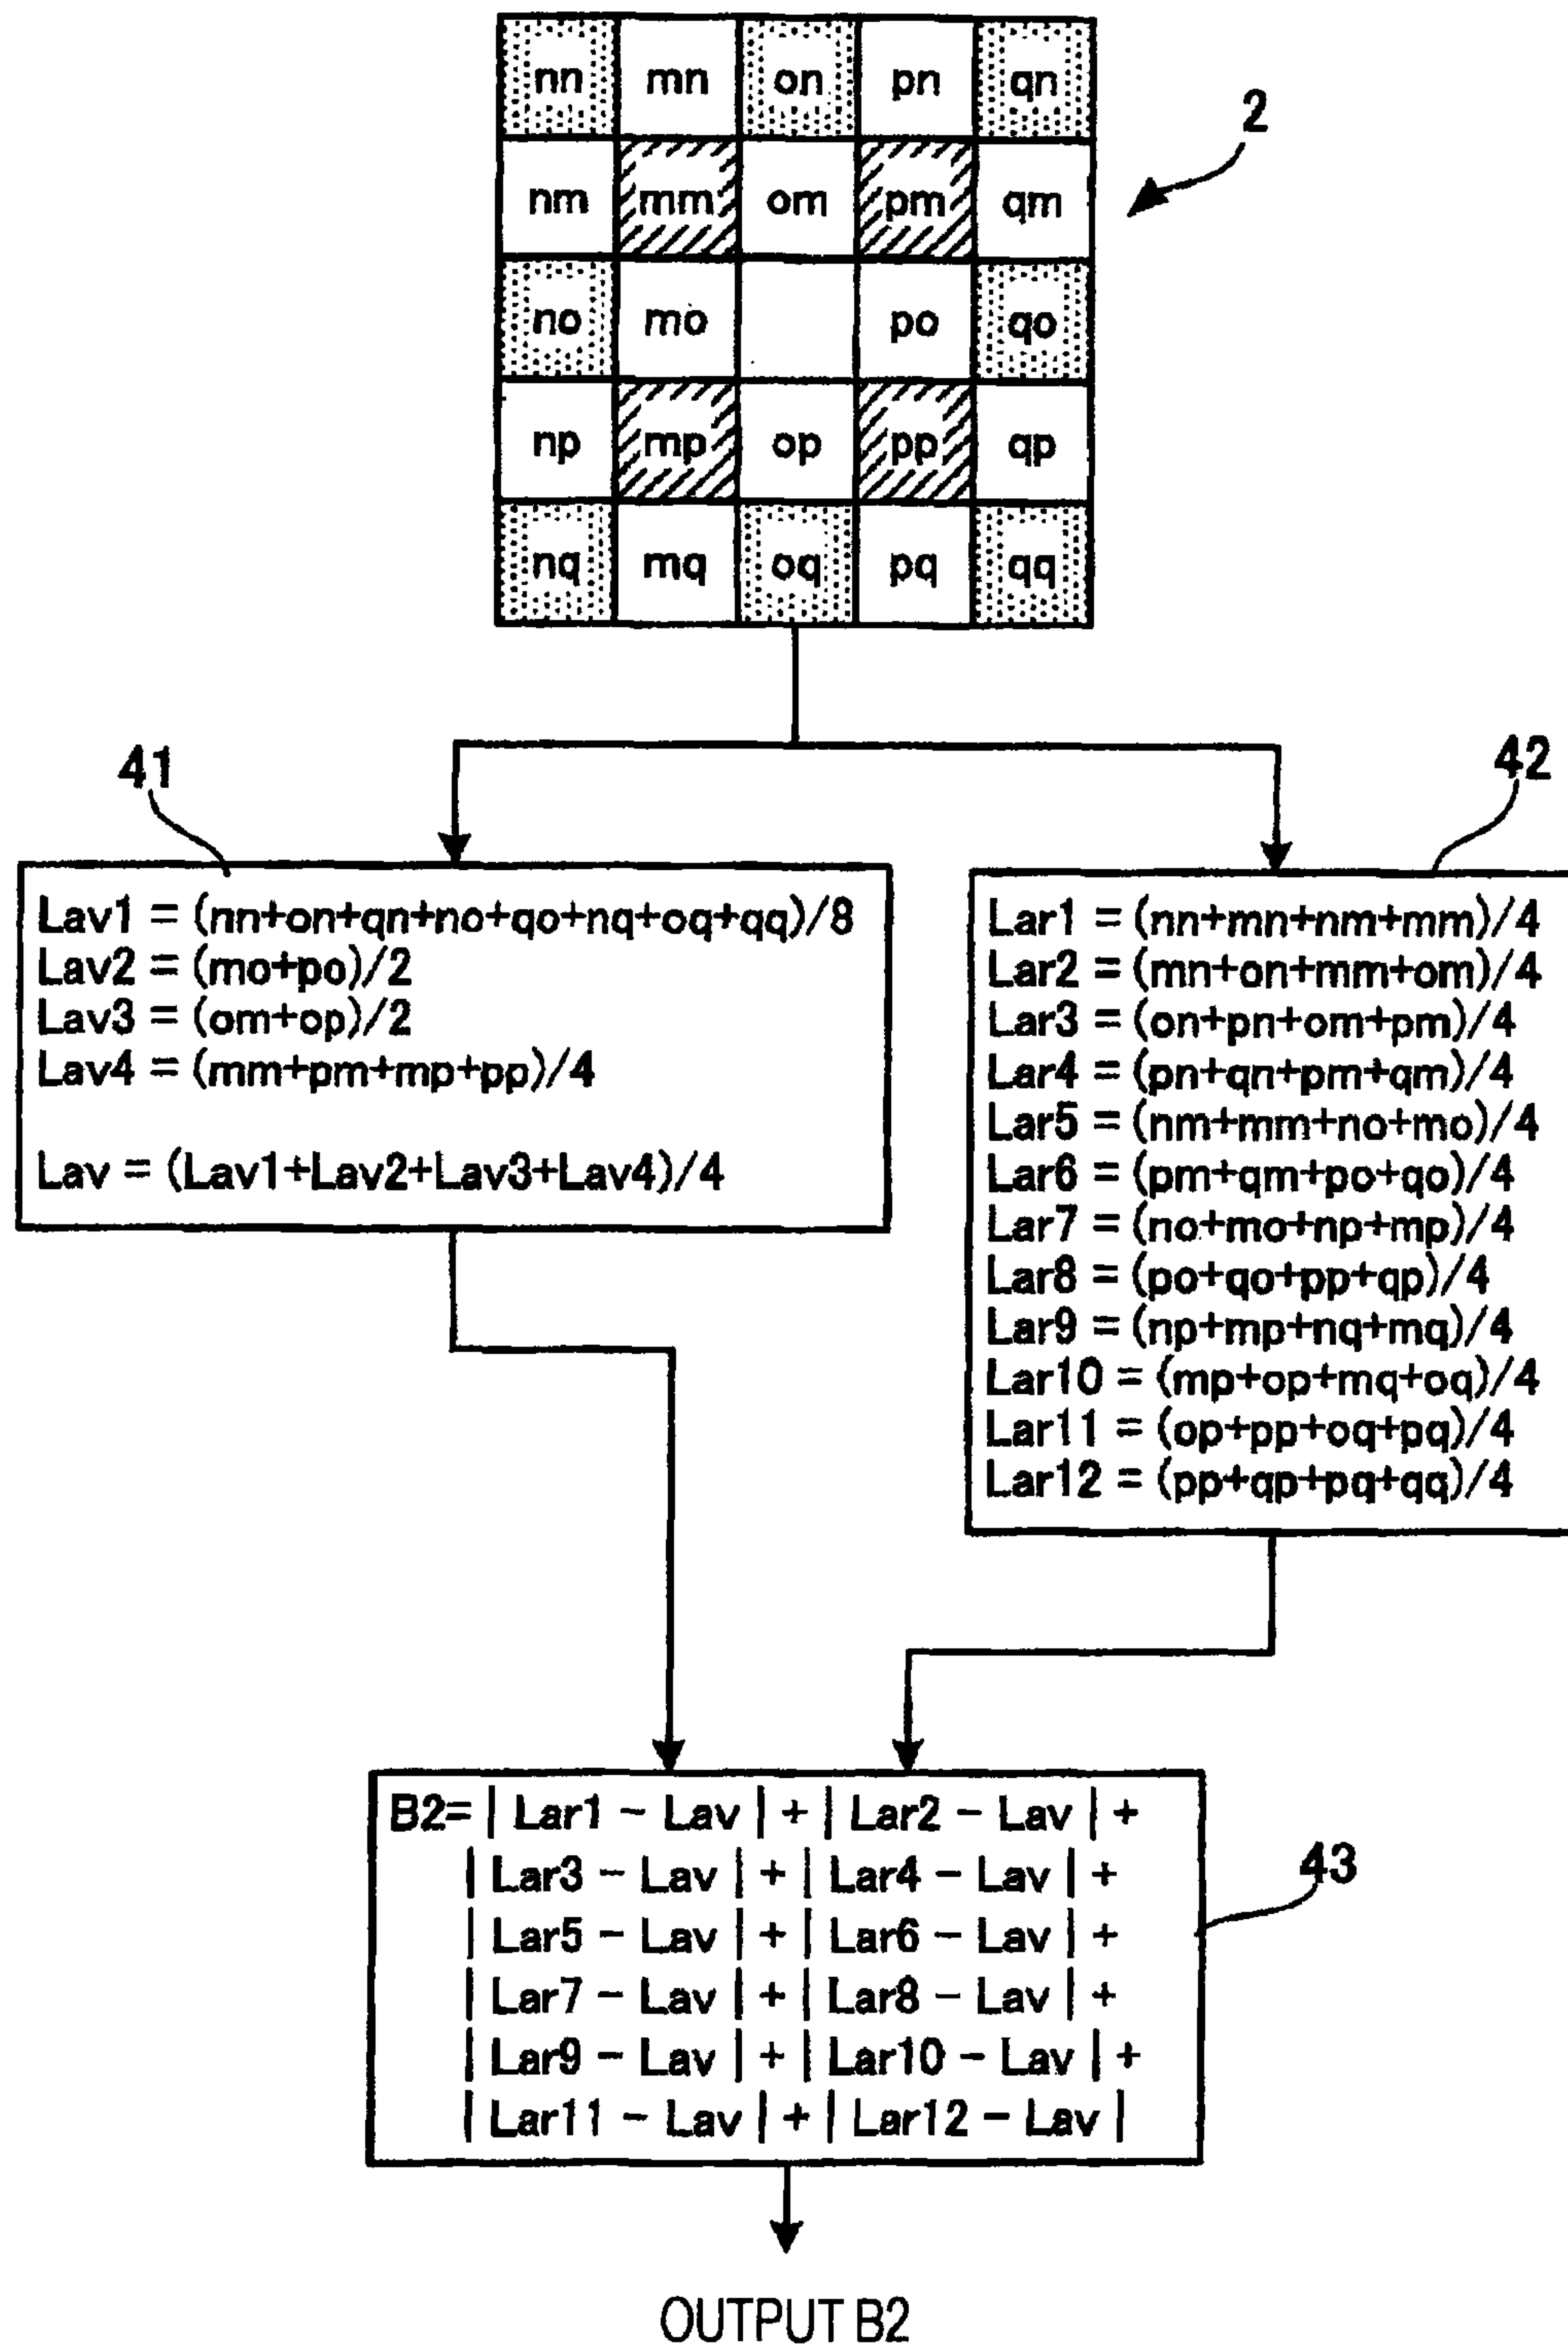 nn mn on pn qn
2
nm mm om pm qm
no mo po qo
np mp op pp qp
nq mq oq pq qq
41
42
Lav1 = (nn+on+qn+no+qo+nq+oq+qq)/8
Lav2 = (mo+po)/2
Lav3 = (om+op)/2
Lav4 = (mm+pm+mp+pp)/4
Lav = (Lav1+Lav2+Lav3+Lav4)/4
Lar1 = (nn+mn+nm+mm)/4
Lar2 = (mn+on+mm+om)/4
Lar3 = (on+pn+om+pm)/4
Lar4 = (pn+qn+pm+qm)/4
Lar5 = (nm+mm+no+mo)/4
Lar6 = (pm+qm+po+qo)/4
Lar7 = (no+mo+np+mp)/4
Lar8 = (po+qo+pp+qp)/4
Lar9 = (np+mp+nq+mq)/4
Lar10 = (mp+op+mq+oq)/4
Lar11 = (op+pp+oq+pq)/4
Lar12 = (pp+qp+pq+qq)/4
B2= | Lar1 − Lav | + | Lar2 − Lav | +
| Lar3 − Lav | + | Lar4 − Lav | +
43
| Lar5 − Lav | + | Lar6 − Lav | +
| Lar7 − Lav | + | Lar8 − Lav | +
| Lar9 − Lav | + | Lar10 − Lav | +
| Lar11 − Lav | + | Lar12 − Lav |
OUTPUT B2